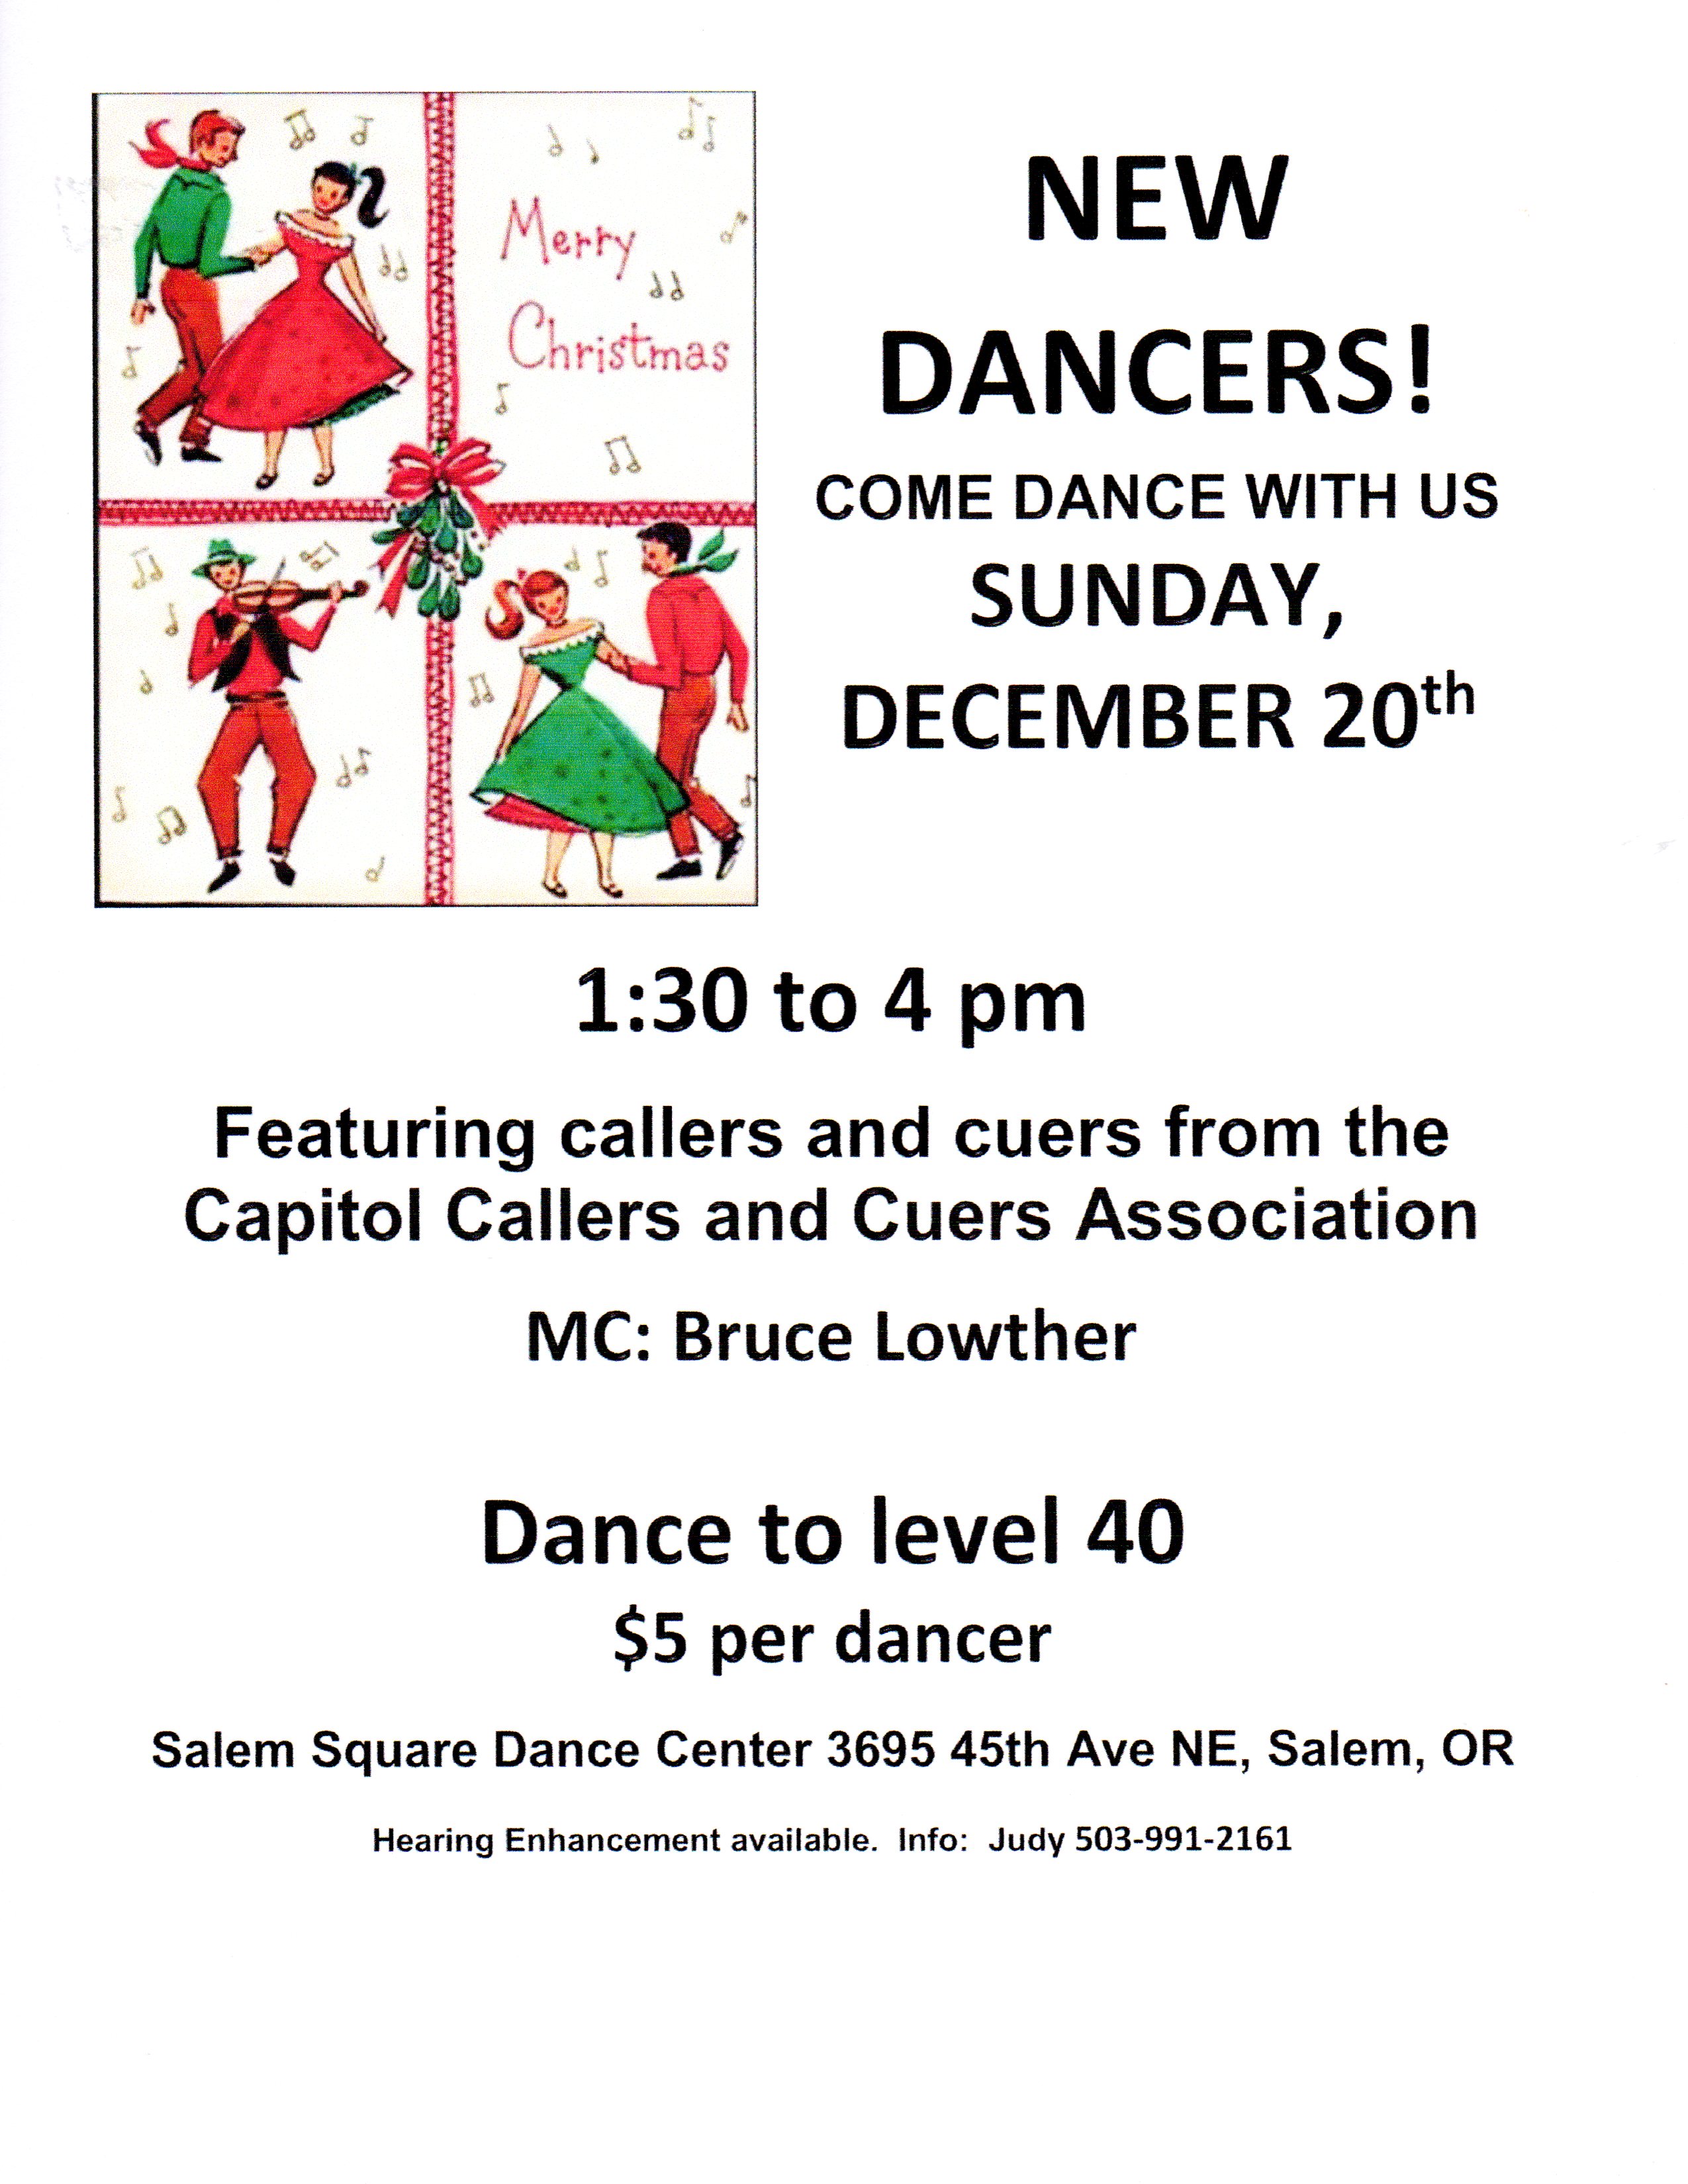 Merry
Christmas
NEW
DANCERS!
COME DANCE WITH US
SUNDAY,
DECEMBER 20th
1:30 to 4 pm
Featuring callers and cuers from the
Capitol Callers and Cuers Association
MC: Bruce Lowther
Dance to level 40
$5 per dancer
Salem Square Dance Center 3695 45th Ave NE, Salem, OR
Hearing Enhancement available.  Info:  Judy 503-991-2161